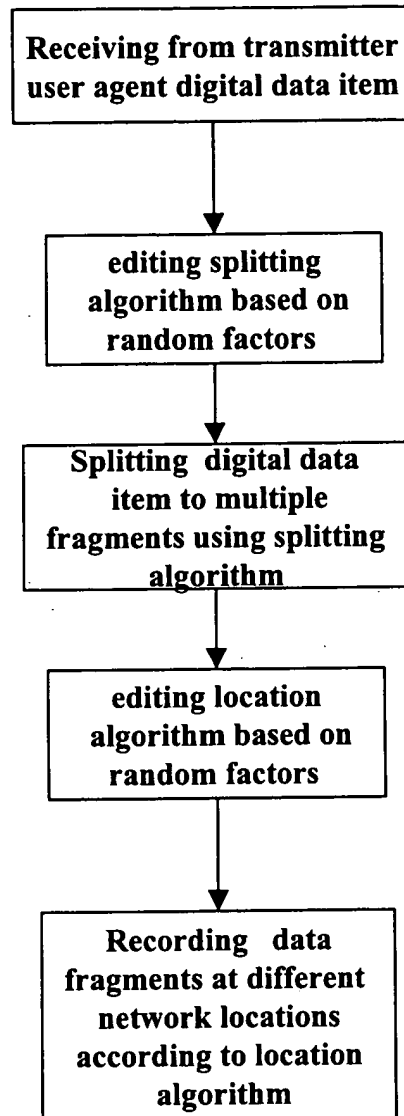 Receiving from transmitter
user agent digital data item
editing splitting
algorithm based on
random factors
Splitting digital data
item to multiple
fragments using splitting
algorithm
editing location
algorithm based on
random factors
Recording data
fragments at different
network locations
according to location
algorithm